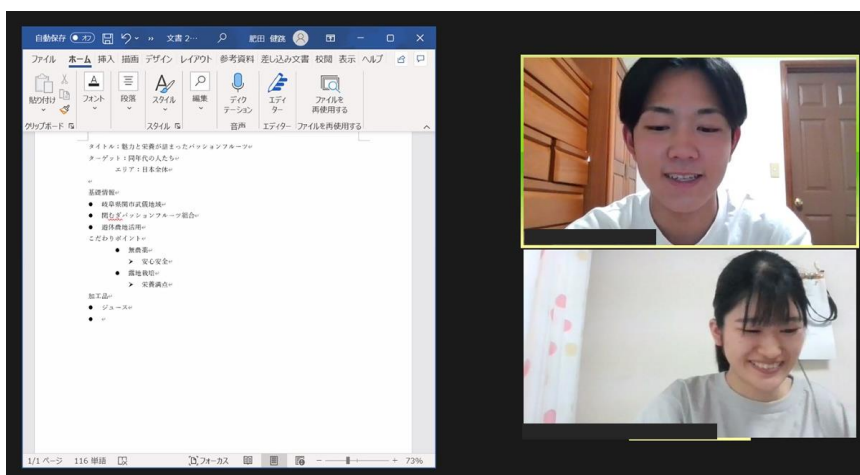 自動保存 オフ 文書 2… 肥田
ファイル ホーム 挿入 描画 デザイン レイアウト 参考資料 差し込み文書 校閲 表示 ヘルプ
貼り付け フォント 段落 スタイル 編集 ディクテーション エディター ファイルを再使用する
クリップボード スタイル 音声 エディター ファイルを再使用する
タイトル：魅力と栄養が詰まったパッションフルーツ
ターゲット：同年代の人たち
エリア：日本全体
基礎情報
● 岐阜県関市武儀地域
● 関むぎパッションフルーツ組合
● 遊休農地活用
こだわりポイント
● 無農薬
➢ 安心安全
● 露地栽培
➢ 栄養満点
加工品
● ジュース
●
1/1 ページ 116 単語 フォーカス 73%